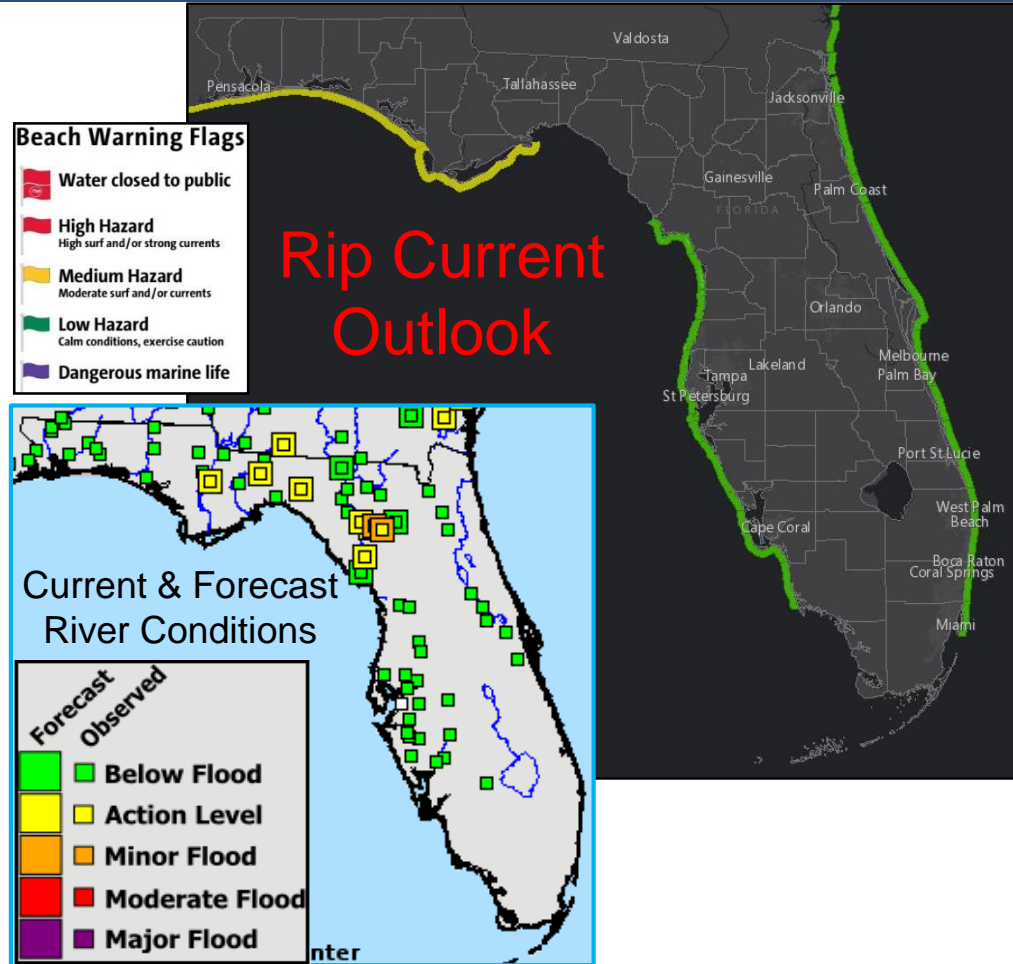 Valdosta
Pensacola
Tallahassee
Jacksonville
Gainesville
Palm Coast
FLORIDA
Orlando
Melbourne
Palm Bay
Lakeland
Tampa
St Petersburg
Port St Lucie
West Palm
Beach
Cape Coral
Boca Raton
Coral Springs
Miami
Rip Current
Outlook
Beach Warning Flags
Water closed to public
High Hazard
High surf and/or strong currents
Medium Hazard
Moderate surf and/or currents
Low Hazard
Calm conditions, exercise caution
Dangerous marine life
Current & Forecast
River Conditions
Forecast
Observed
Below Flood
Action Level
Minor Flood
Moderate Flood
Major Flood
nter